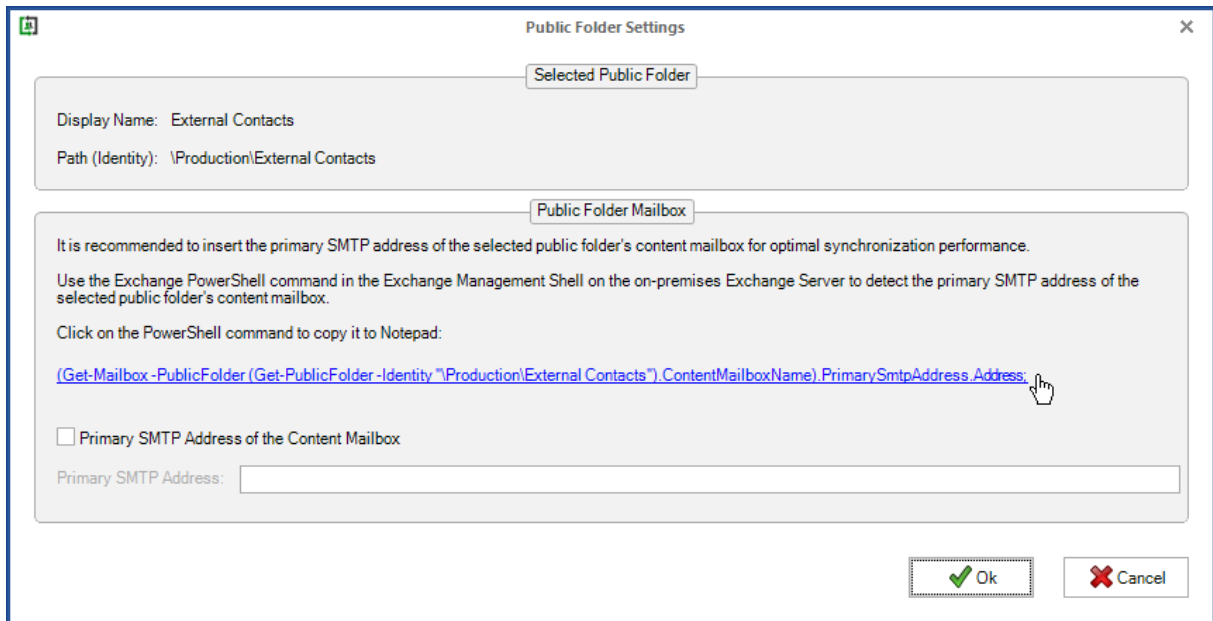 Public Folder Settings
Selected Public Folder
Display Name: External Contacts
Path (Identity): \Production\External Contacts
Public Folder Mailbox
It is recommended to insert the primary SMTP address of the selected public folder's content mailbox for optimal synchronization performance.
Use the Exchange PowerShell command in the Exchange Management Shell on the on-premises Exchange Server to detect the primary SMTP address of the
selected public folder's content mailbox.
Click on the PowerShell command to copy it to Notepad:
(Get-Mailbox -PublicFolder (Get-PublicFolder -Identity "\Production\External Contacts").ContentMailboxName).PrimarySmtpAddress.Address;
Primary SMTP Address of the Content Mailbox
Primary SMTP Address:
Ok
Cancel